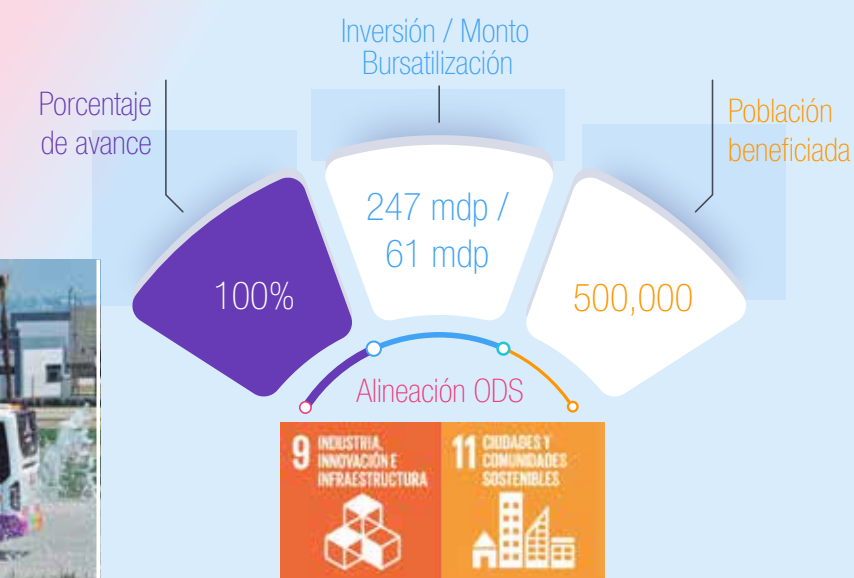 Inversión / Monto
Bursatilización
Porcentaje
de avance
Población
beneficiada
247 mdp /
61 mdp
100%
500,000
Alineación ODS
9 INDUSTRIA,
INNOVACIÓN E
INFRAESTRUCTURA
11 CIUDADES Y
COMUNIDADES
SOSTENIBLES